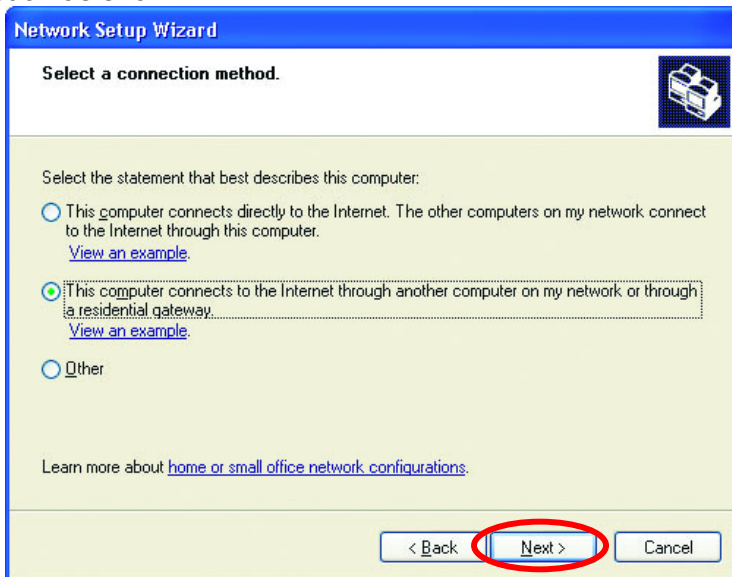 Network Setup Wizard
Select a connection method.
Select the statement that best describes this computer:
This computer connects directly to the Internet. The other computers on my network connect
to the Internet through this computer.
View an example.
This computer connects to the Internet through another computer on my network or through
a residential gateway.
View an example.
Other
Learn more about home or small office network configurations.
< Back Next > Cancel